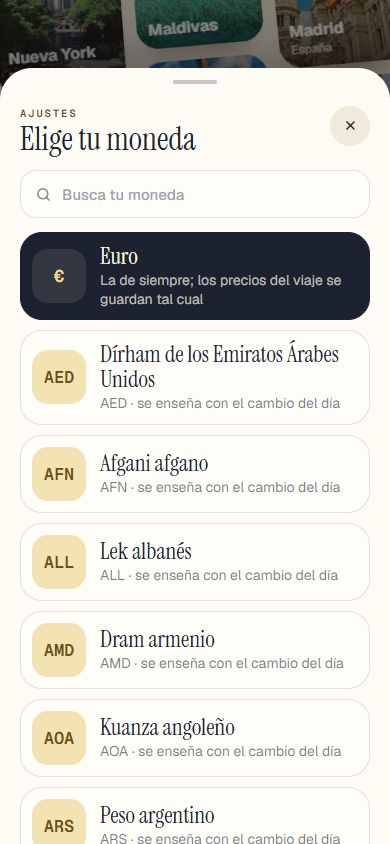 Nueva York
Maldivas
Madrid
España
AJUSTES
Elige tu moneda
Busca tu moneda
€
Euro
La de siempre; los precios del viaje se
guardan tal cual
AED
Dírham de los Emiratos Árabes
Unidos
AED · se enseña con el cambio del día
AFN
Afgani afgano
AFN · se enseña con el cambio del día
ALL
Lek albanés
ALL · se enseña con el cambio del día
AMD
Dram armenio
AMD · se enseña con el cambio del día
AOA
Kuanza angoleño
AOA · se enseña con el cambio del día
ARS
Peso argentino
ARS · se enseña con el cambio del día